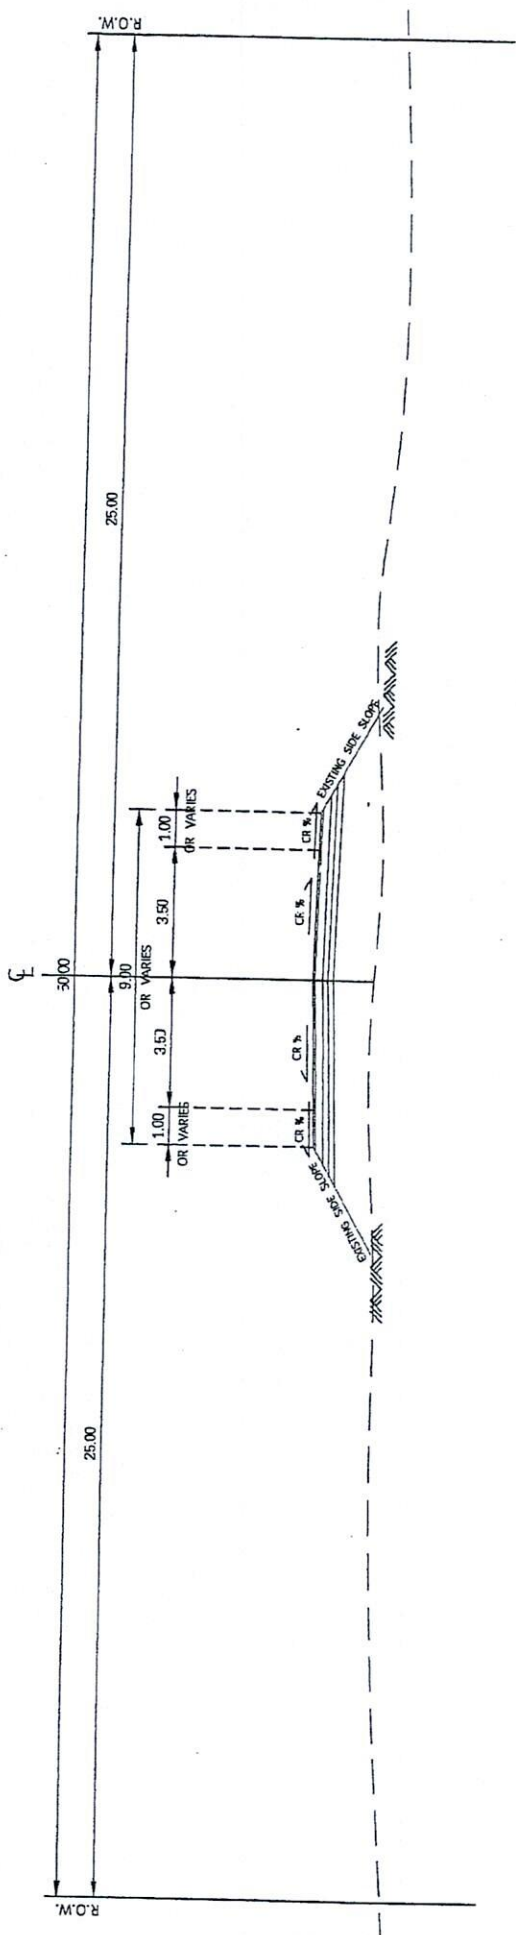 R.O.W.
R.O.W.
℄
50.00
25.00
25.00
9.00
OR VARIES
1.00
OR VARIES
3.50
3.50
1.00
OR VARIES
EXISTING SIDE SLOPE
CR %
CR %
CR %
CR %
EXISTING SIDE SLOPE